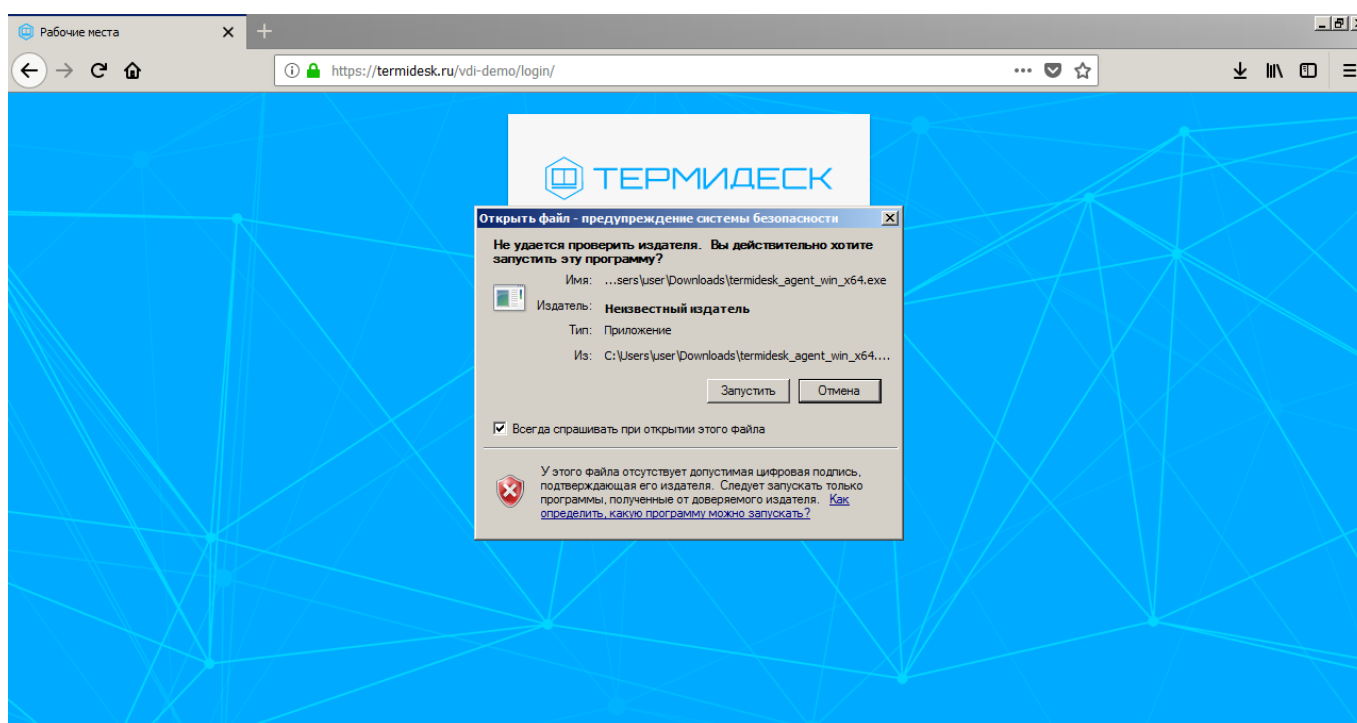 Рабочие места
https://termidesk.ru/vdi-demo/login/
ТЕРМИДЕСК
Открыть файл - предупреждение системы безопасности
Не удается проверить издателя. Вы действительно хотите
запустить эту программу?
Имя: ...sers\user\Downloads\termidesk_agent_win_x64.exe
Издатель: Неизвестный издатель
Тип: Приложение
Из: C:\Users\user\Downloads\termidesk_agent_win_x64....
Запустить Отмена
Всегда спрашивать при открытии этого файла
У этого файла отсутствует допустимая цифровая подпись,
подтверждающая его издателя. Следует запускать только
программы, полученные от доверяемого издателя. Как
определить, какую программу можно запускать?